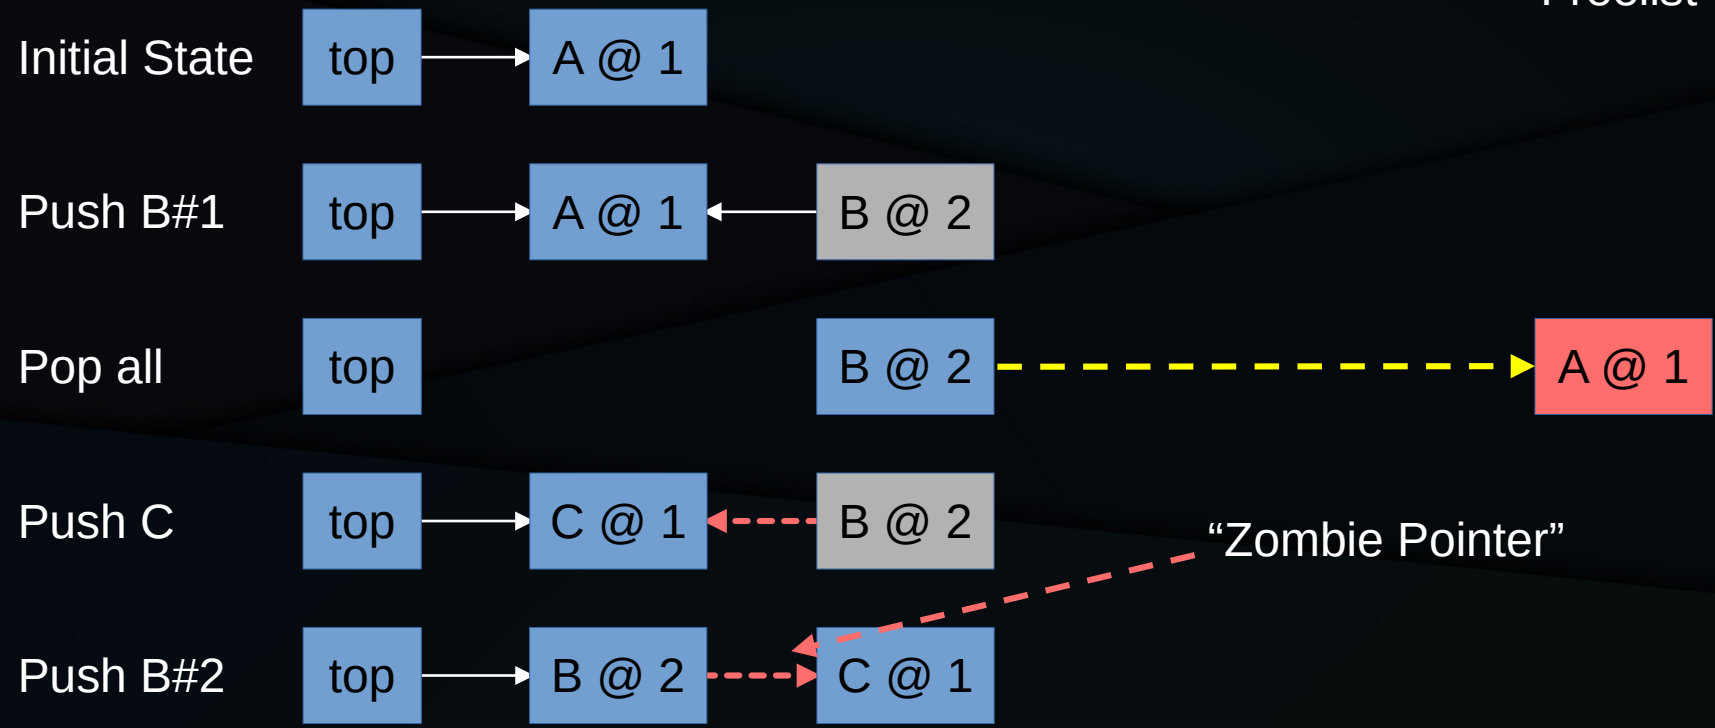 Initial State top A @ 1
Push B#1 top A @ 1 B @ 2
Pop all top B @ 2 A @ 1
Push C top C @ 1 B @ 2
“Zombie Pointer”
Push B#2 top B @ 2 C @ 1